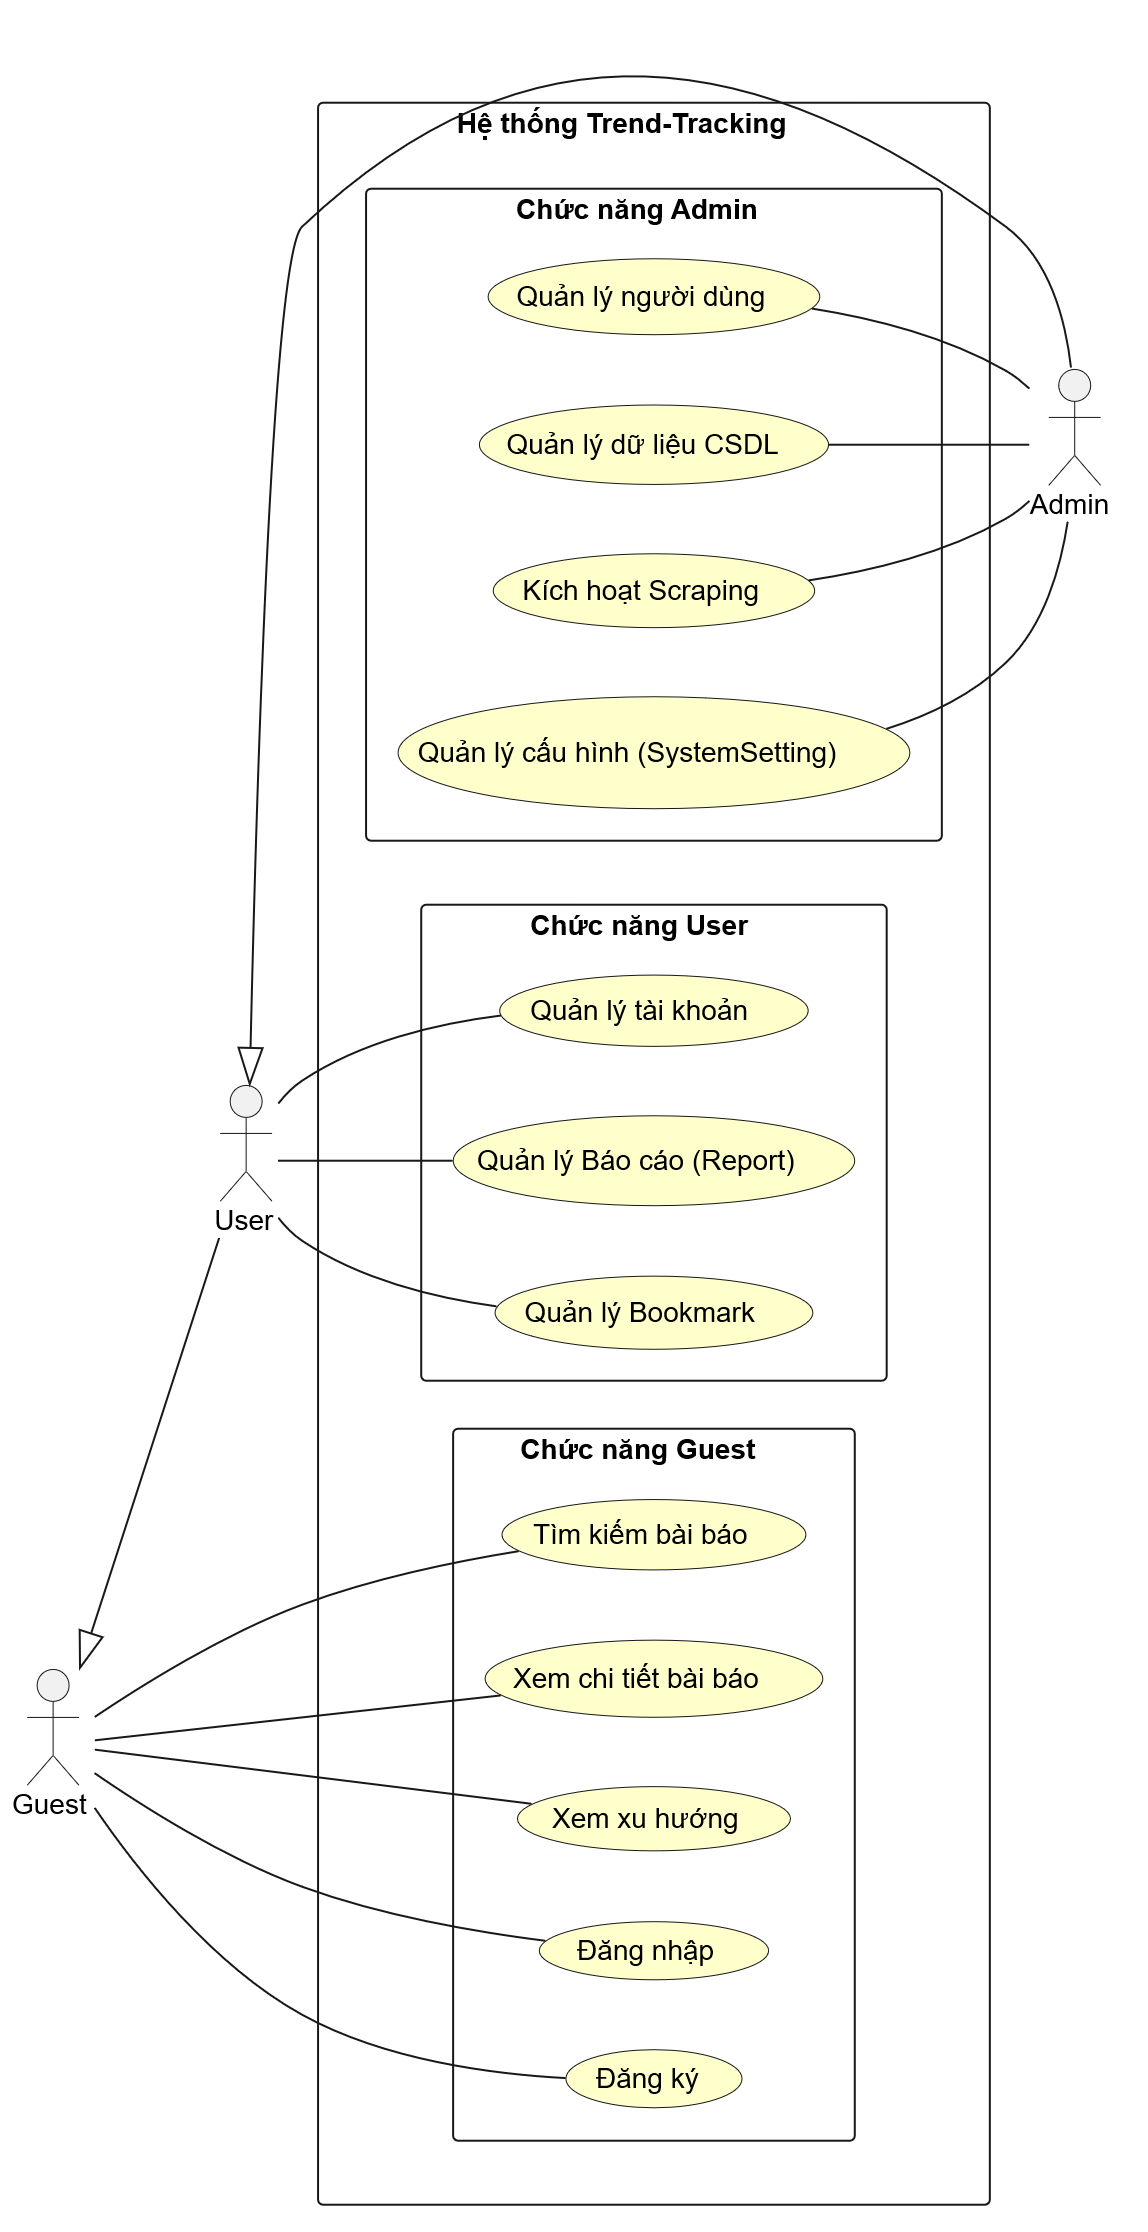 Hệ thống Trend-Tracking
Chức năng Admin
Quản lý người dùng
Quản lý dữ liệu CSDL
Admin
Kích hoạt Scraping
Quản lý cấu hình (SystemSetting)
Chức năng User
Quản lý tài khoản
Quản lý Báo cáo (Report)
User
Quản lý Bookmark
Chức năng Guest
Tìm kiếm bài báo
Xem chi tiết bài báo
Guest
Xem xu hướng
Đăng nhập
Đăng ký